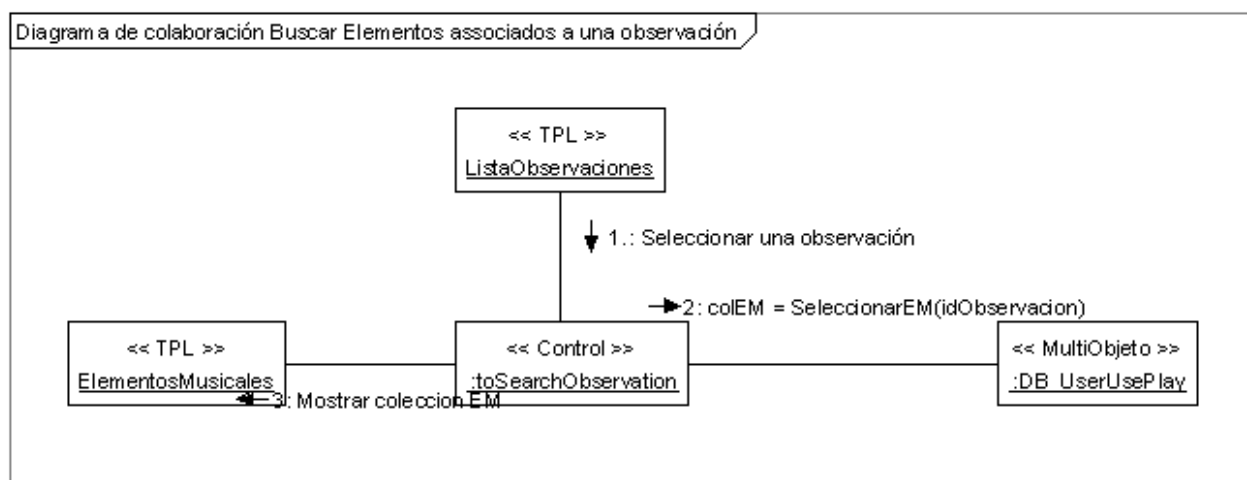 Diagrama de colaboración Buscar Elementos associados a una observación
<< TPL >>
ListaObservaciones
1.: Seleccionar una observación
2: colEM = SeleccionarEM(idObservacion)
<< TPL >>
ElementosMusicales
<< Control >>
:toSearchObservation
<< MultiObjeto >>
:DB_UserUsePlay
3: Mostrar coleccion EM